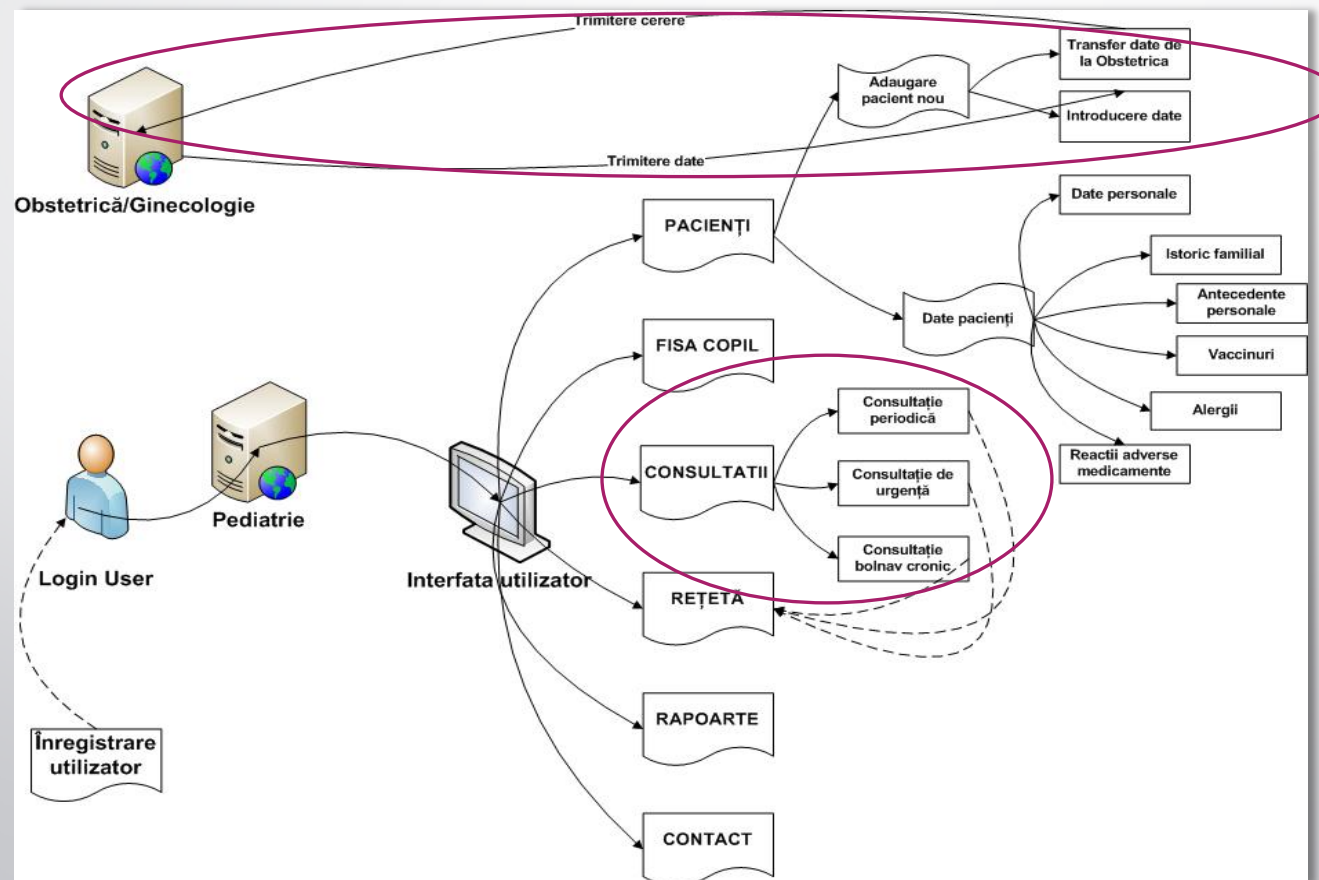 Trimitere cerere
Transfer date de
la Obstetrica
Adaugare
pacient nou
Introducere date
Trimitere date
Obstetrică/Ginecologie
Date personale
PACIENȚI
Istoric familial
Antecedente
personale
Date pacienți
FISA COPIL
Vaccinuri
Consultație
periodică
Alergii
CONSULTATII
Reactii adverse
medicamente
Consultație de
urgență
Pediatrie
Consultație
bolnav cronic
Login User
Interfata utilizator
REȚETĂ
RAPOARTE
Înregistrare
utilizator
CONTACT